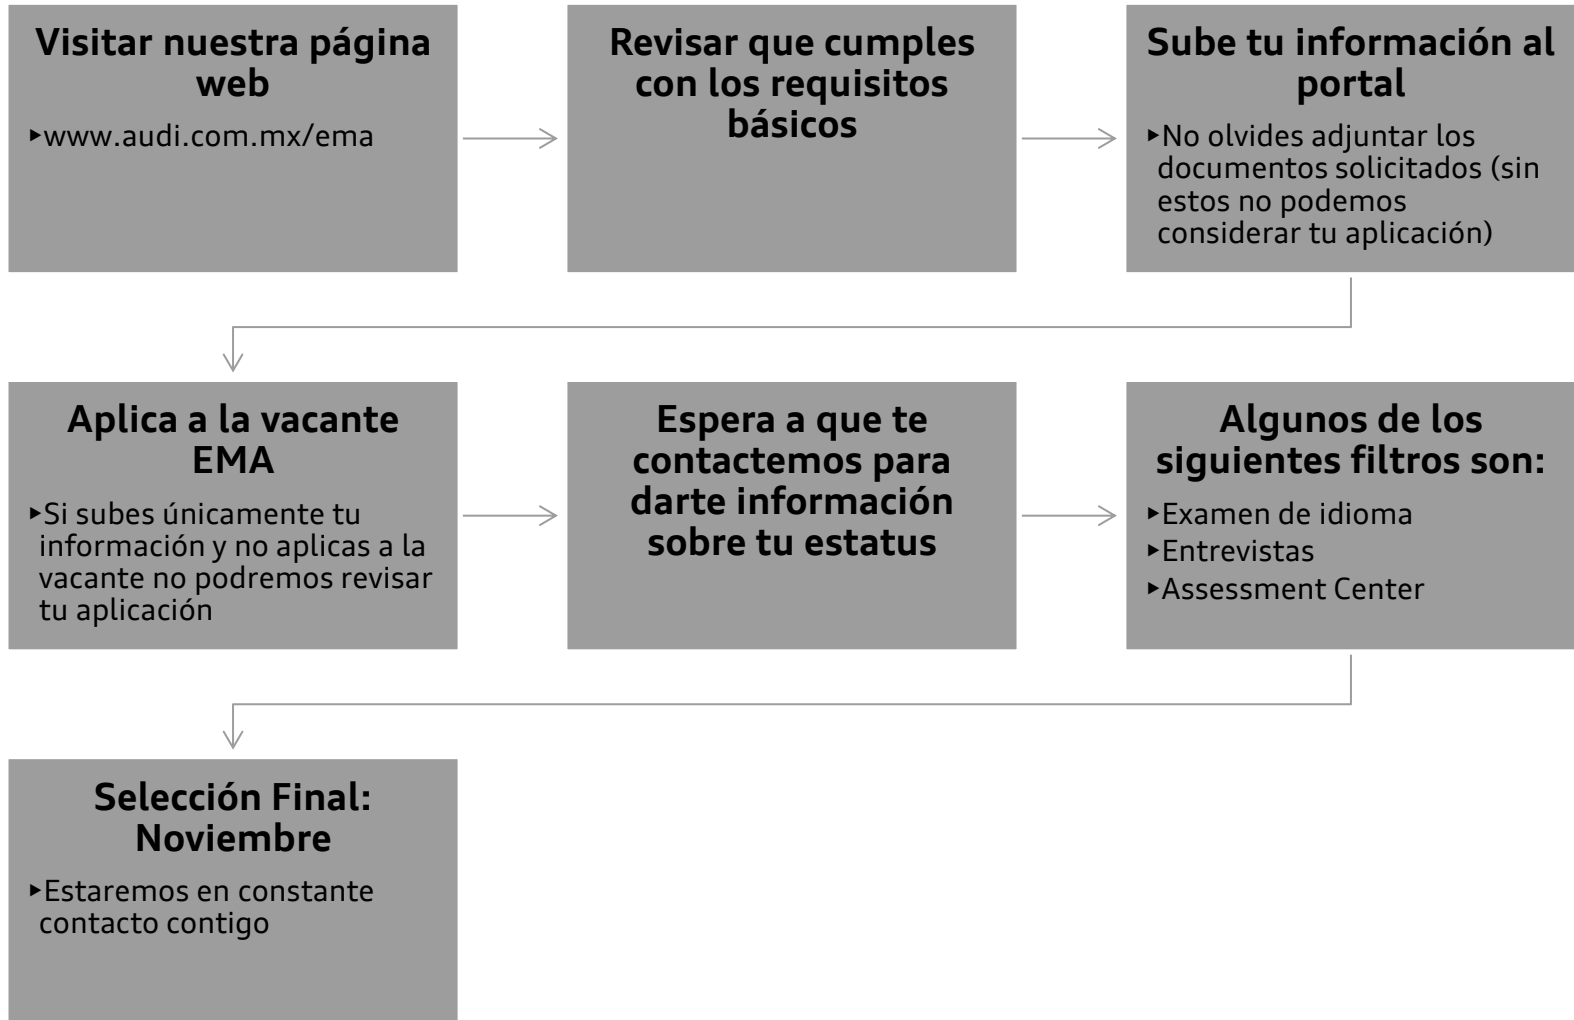 Visitar nuestra página
web
▸www.audi.com.mx/ema
Revisar que cumples
con los requisitos
básicos
Sube tu información al
portal
▸No olvides adjuntar los
documentos solicitados (sin
estos no podemos
considerar tu aplicación)
Aplica a la vacante
EMA
▸Si subes únicamente tu
información y no aplicas a la
vacante no podremos revisar
tu aplicación
Espera a que te
contactemos para
darte información
sobre tu estatus
Algunos de los
siguientes filtros son:
▸Examen de idioma
▸Entrevistas
▸Assessment Center
Selección Final:
Noviembre
▸Estaremos en constante
contacto contigo